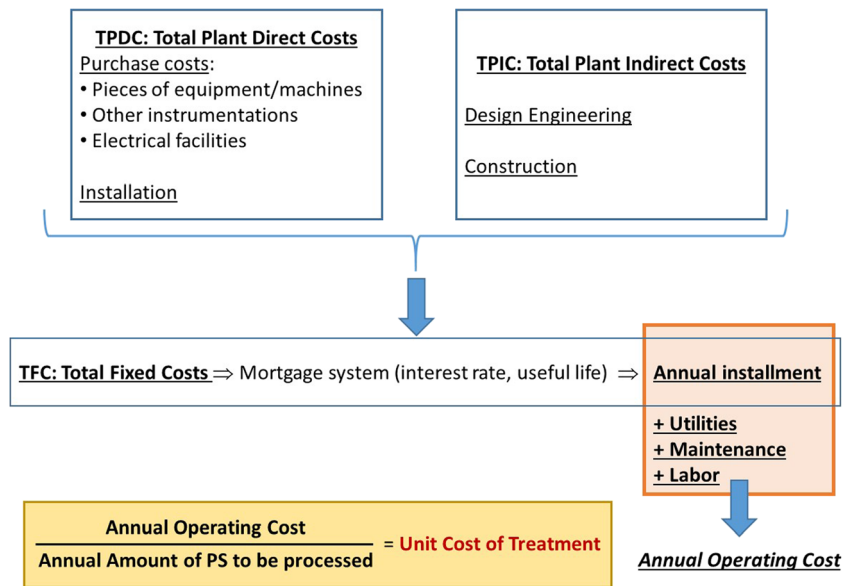 TPDC: Total Plant Direct Costs
Purchase costs:
• Pieces of equipment/machines
• Other instrumentations
• Electrical facilities
Installation
TPIC: Total Plant Indirect Costs
Design Engineering
Construction
TFC: Total Fixed Costs ⇒ Mortgage system (interest rate, useful life) ⇒ Annual installment
+ Utilities
+ Maintenance
+ Labor
Annual Operating Cost
Annual Operating Cost
Annual Amount of PS to be processed
= Unit Cost of Treatment